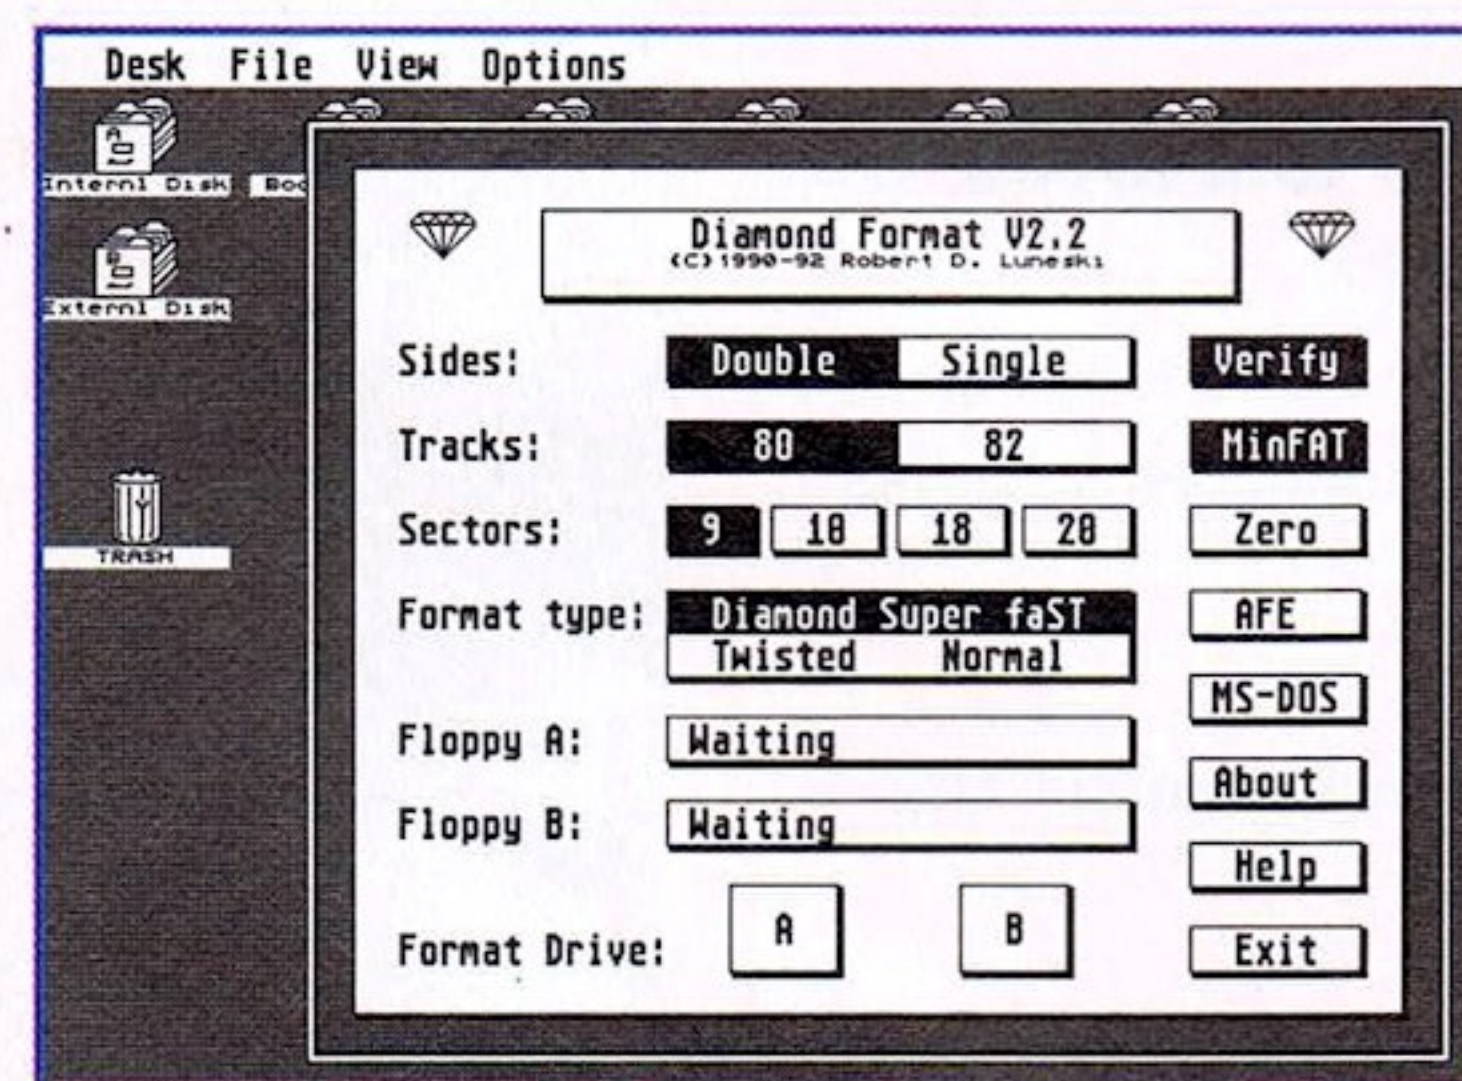 Desk File View Options
A
Internl Disk
B
Externl Disk
TRASH
Diamond Format V2.2
(C)1990-92 Robert D. Luneski
Sides: Double Single Verify
Tracks: 80 82 MinFAT
Sectors: 9 10 18 20 Zero
Format type: Diamond Super faST AFE
Twisted Normal
MS-DOS
Floppy A: Waiting
About
Floppy B: Waiting
Help
Format Drive: A B Exit